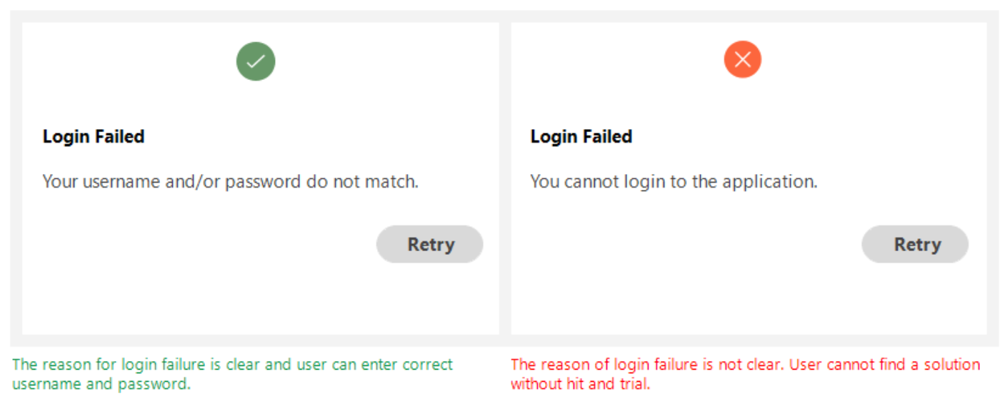 Login Failed
Your username and/or password do not match.
Retry
The reason for login failure is clear and user can enter correct
username and password.
Login Failed
You cannot login to the application.
Retry
The reason of login failure is not clear. User cannot find a solution
without hit and trial.